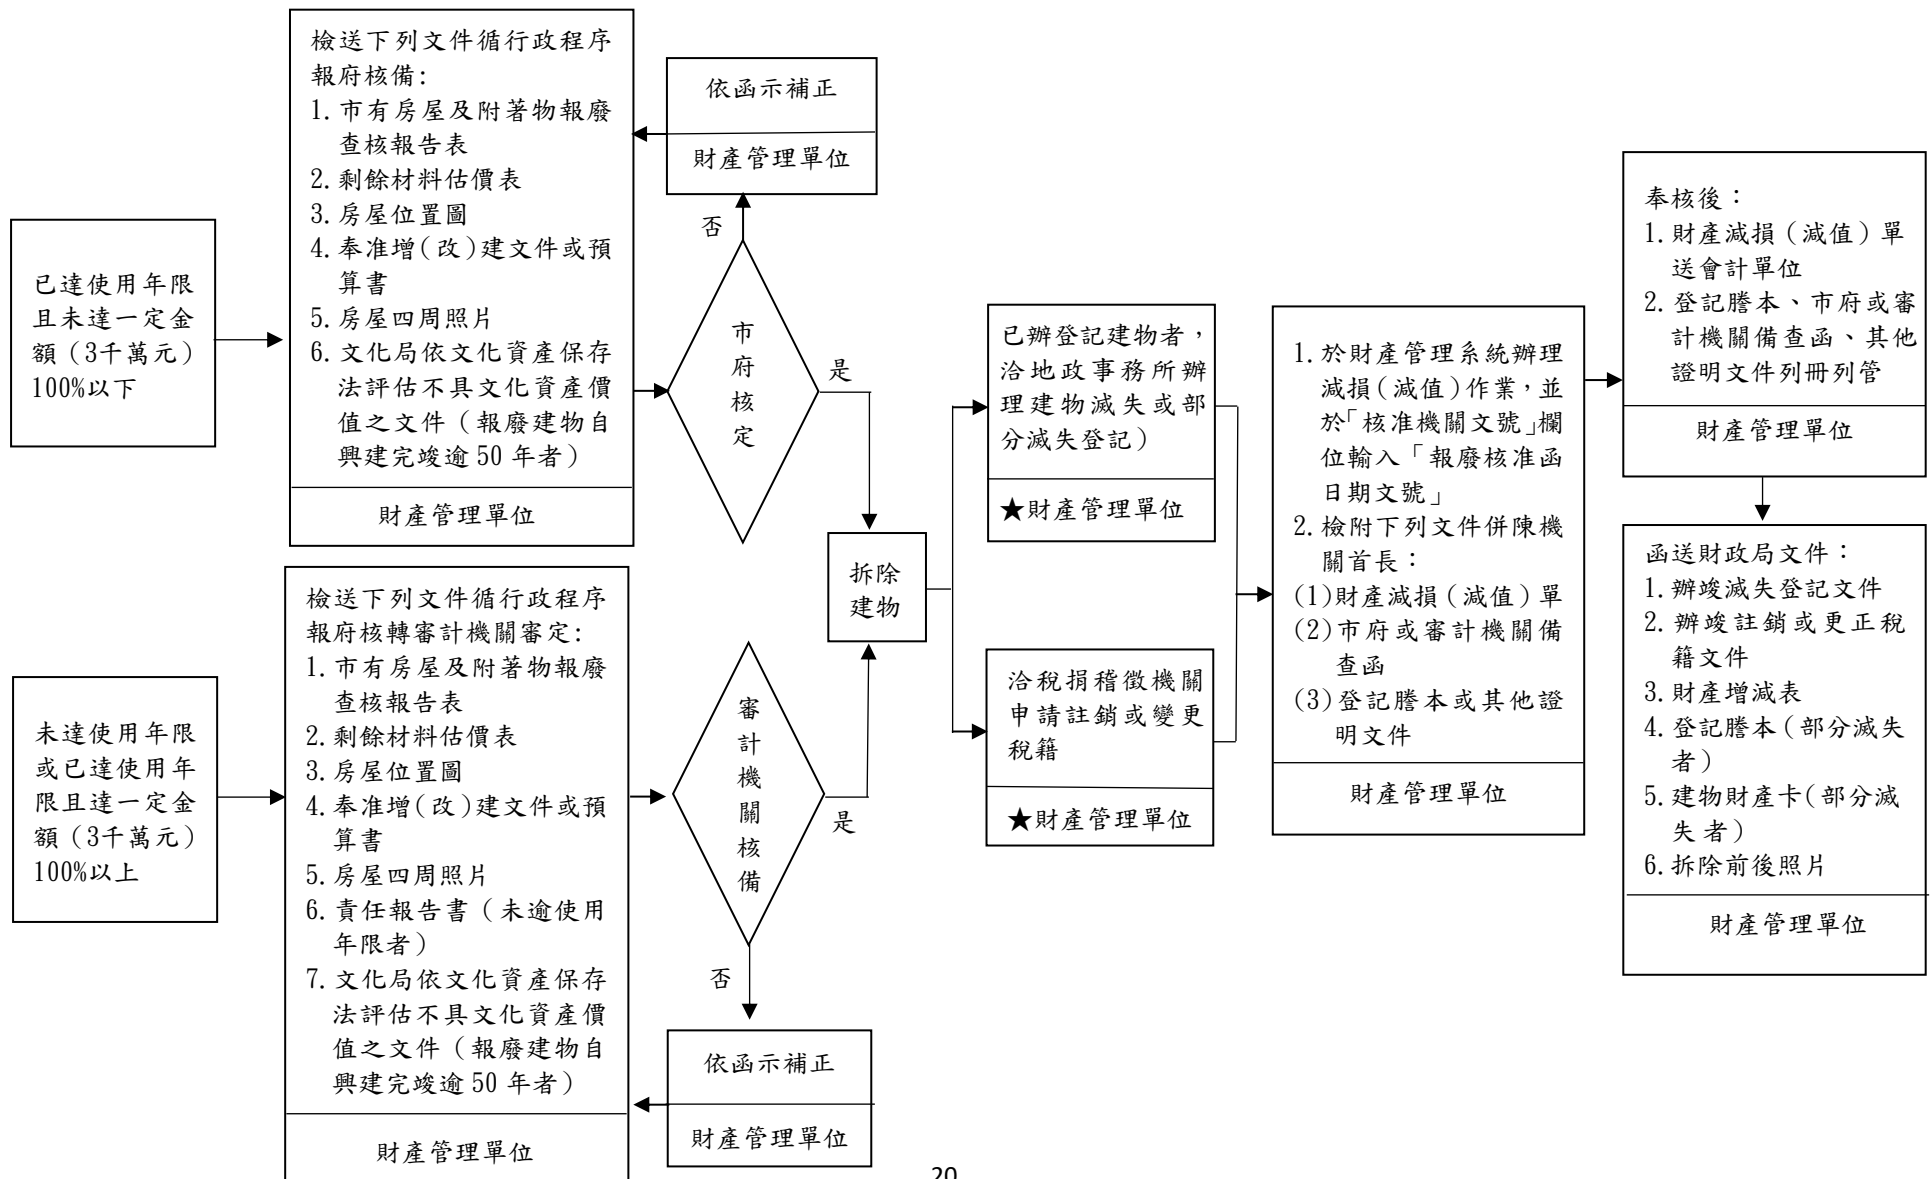 已達使用年限
且未達一定金
額（3千萬元）
100%以下
檢送下列文件循行政程序
報府核備:
1.市有房屋及附著物報廢
查核報告表
2.剩餘材料估價表
3.房屋位置圖
4.奉准增(改)建文件或預
算書
5.房屋四周照片
6.文化局依文化資產保存
法評估不具文化資產價
值之文件（報廢建物自
興建完竣逾 50 年者）
財產管理單位
依函示補正
財產管理單位
否
市
府
核
定
是
未達使用年限
或已達使用年
限且達一定金
額（3千萬元）
100%以上
檢送下列文件循行政程序
報府核轉審計機關審定:
1.市有房屋及附著物報廢
查核報告表
2.剩餘材料估價表
3.房屋位置圖
4.奉准增(改)建文件或預
算書
5.房屋四周照片
6.責任報告書（未逾使用
年限者）
7.文化局依文化資產保存
法評估不具文化資產價
值之文件（報廢建物自
興建完竣逾 50 年者）
財產管理單位
審
計
機
關
核
備
是
否
依函示補正
財產管理單位
拆除
建物
已辦登記建物者，
洽地政事務所辦
理建物滅失或部
分滅失登記）
★財產管理單位
洽稅捐稽徵機關
申請註銷或變更
稅籍
★財產管理單位
1.於財產管理系統辦理
減損(減值)作業，並
於「核准機關文號」欄
位輸入「報廢核准函
日期文號」
2.檢附下列文件併陳機
關首長：
(1)財產減損（減值）單
(2)市府或審計機關備
查函
(3)登記謄本或其他證
明文件
財產管理單位
奉核後：
1.財產減損（減值）單
送會計單位
2.登記謄本、市府或審
計機關備查函、其他
證明文件列冊列管
財產管理單位
函送財政局文件：
1.辦竣滅失登記文件
2.辦竣註銷或更正稅
籍文件
3.財產增減表
4.登記謄本(部分滅失
者)
5.建物財產卡(部分滅
失者)
6.拆除前後照片
財產管理單位
20